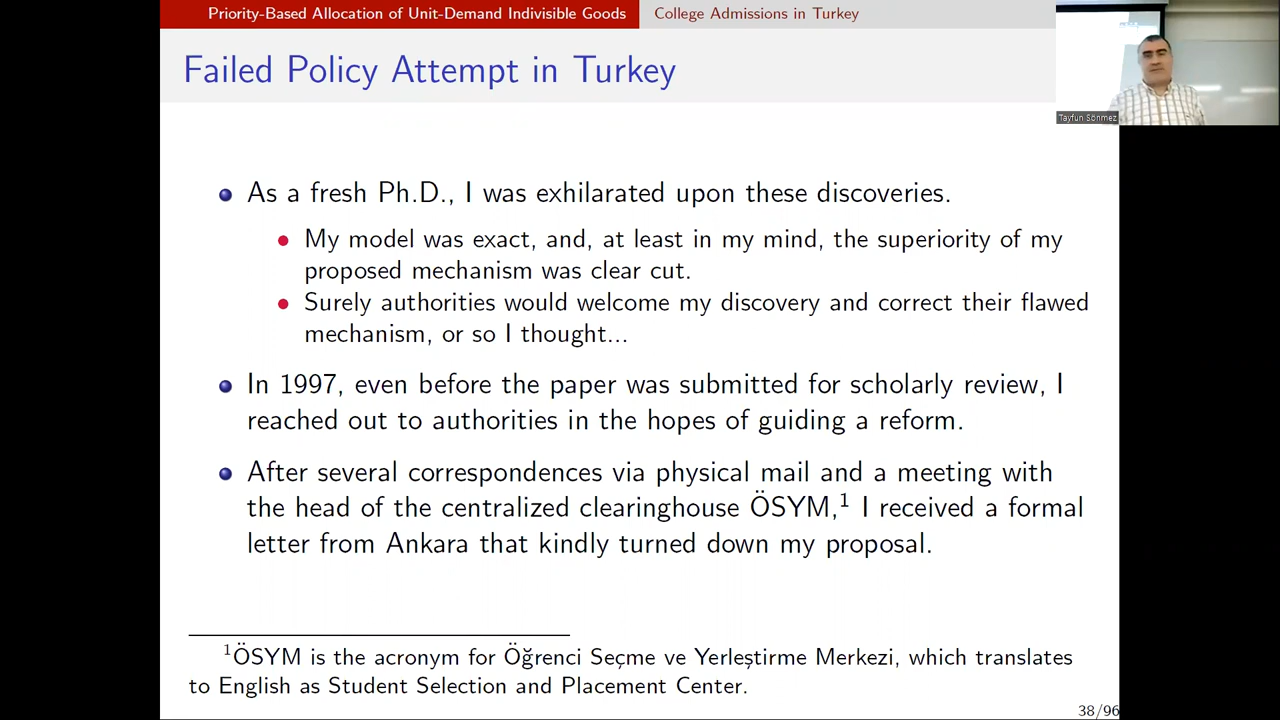 Priority-Based Allocation of Unit-Demand Indivisible Goods College Admissions in Turkey
Failed Policy Attempt in Turkey
Tayfun Sönmez
As a fresh Ph.D., I was exhilarated upon these discoveries.
My model was exact, and, at least in my mind, the superiority of my
proposed mechanism was clear cut.
Surely authorities would welcome my discovery and correct their flawed
mechanism, or so I thought...
In 1997, even before the paper was submitted for scholarly review, I
reached out to authorities in the hopes of guiding a reform.
After several correspondences via physical mail and a meeting with
the head of the centralized clearinghouse ÖSYM,¹ I received a formal
letter from Ankara that kindly turned down my proposal.
¹ÖSYM is the acronym for Öğrenci Seçme ve Yerleştirme Merkezi, which translates
to English as Student Selection and Placement Center.
38/96